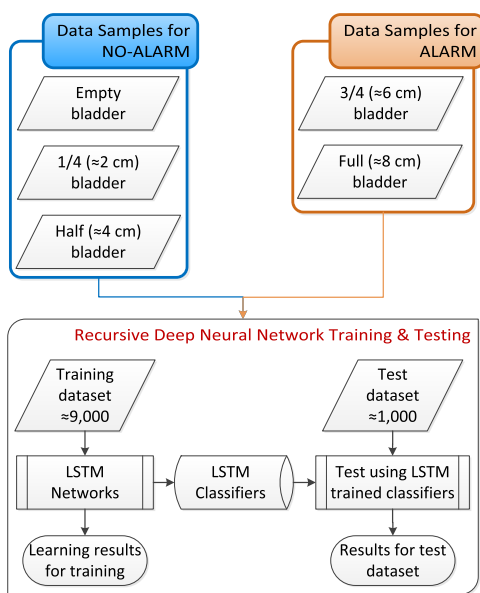 Data Samples for
NO-ALARM
Empty
bladder
1/4 (≈2 cm)
bladder
Half (≈4 cm)
bladder
Data Samples for
ALARM
3/4 (≈6 cm)
bladder
Full (≈8 cm)
bladder
Recursive Deep Neural Network Training & Testing
Training
dataset
≈9,000
Test
dataset
≈1,000
LSTM
Networks
LSTM
Classifiers
Test using LSTM
trained classifiers
Learning results
for training
Results for test
dataset